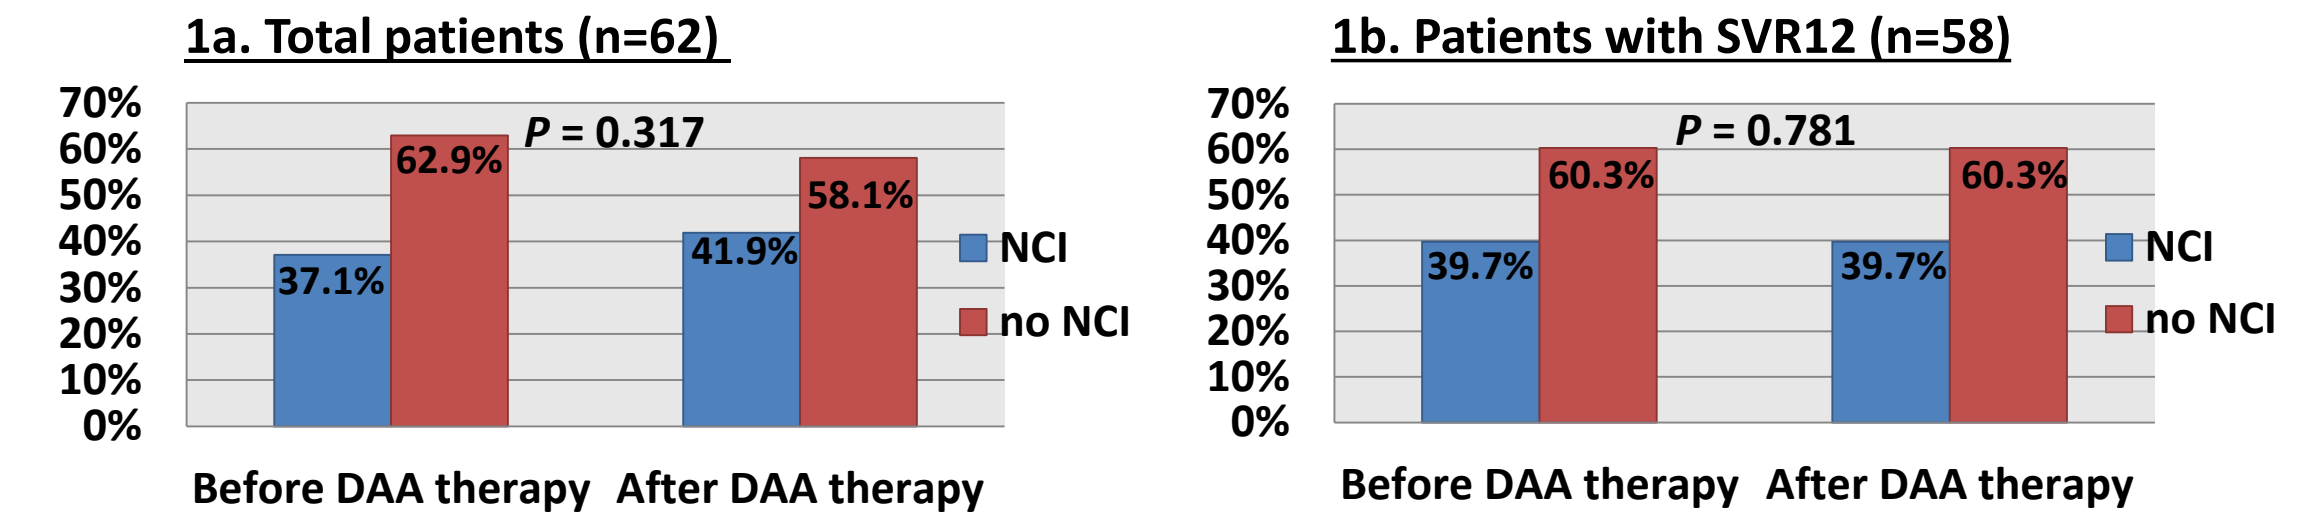 1a. Total patients (n=62)
70%
60%
50%
40%
30%
20%
10%
0%
P = 0.317
62.9%
37.1%
58.1%
41.9%
NCI
no NCI
Before DAA therapy
After DAA therapy
1b. Patients with SVR12 (n=58)
70%
60%
50%
40%
30%
20%
10%
0%
P = 0.781
60.3%
39.7%
60.3%
39.7%
NCI
no NCI
Before DAA therapy
After DAA therapy